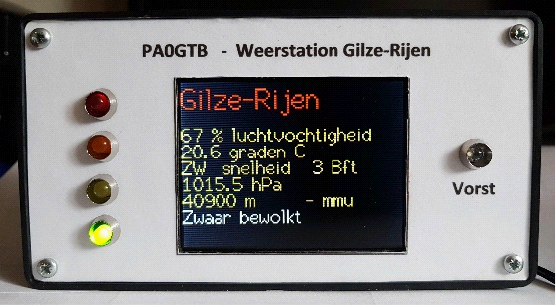 PA0GTB - Weerstation Gilze-Rijen
Gilze-Rijen
67 % luchtvochtigheid
20.6 graden C
ZW snelheid 3 Bft
1015.5 hPa
40900 m - mmu
Zwaar bewolkt
Vorst